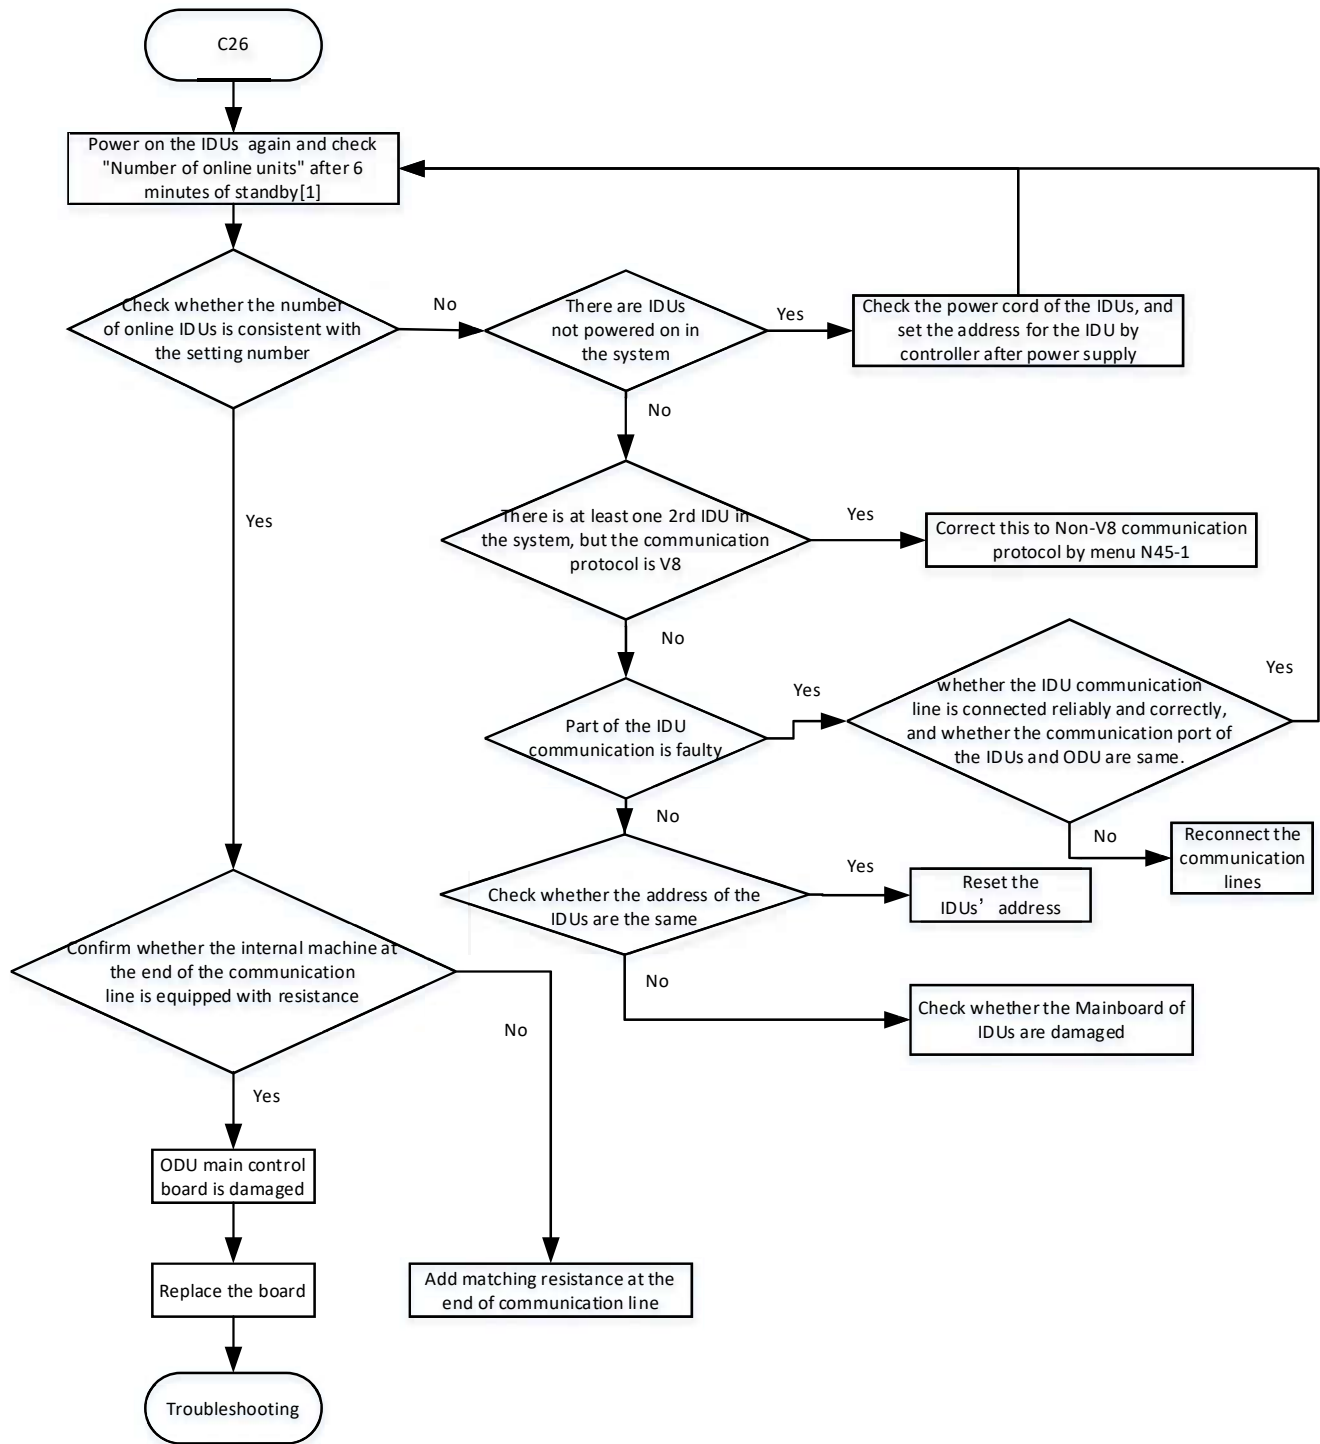 C26
Power on the IDUs again and check
"Number of online units" after 6
minutes of standby[1]
Check whether the number
of online IDUs is consistent with
the setting number
No
There are IDUs
not powered on in
the system
Yes
Check the power cord of the IDUs, and
set the address for the IDU by
controller after power supply
No
Yes
There is at least one 2rd IDU in
the system, but the communication
protocol is V8
Yes
Correct this to Non-V8 communication
protocol by menu N45-1
No
Part of the IDU
communication is faulty
Yes
whether the IDU communication
line is connected reliably and correctly,
and whether the communication port of
the IDUs and ODU are same.
Yes
No
Reconnect the
communication
lines
No
Check whether the address of the
IDUs are the same
Yes
Reset the
IDUs’ address
No
Check whether the Mainboard of
IDUs are damaged
Confirm whether the internal machine at
the end of the communication
line is equipped with resistance
No
Yes
ODU main control
board is damaged
Replace the board
Add matching resistance at the
end of communication line
Troubleshooting